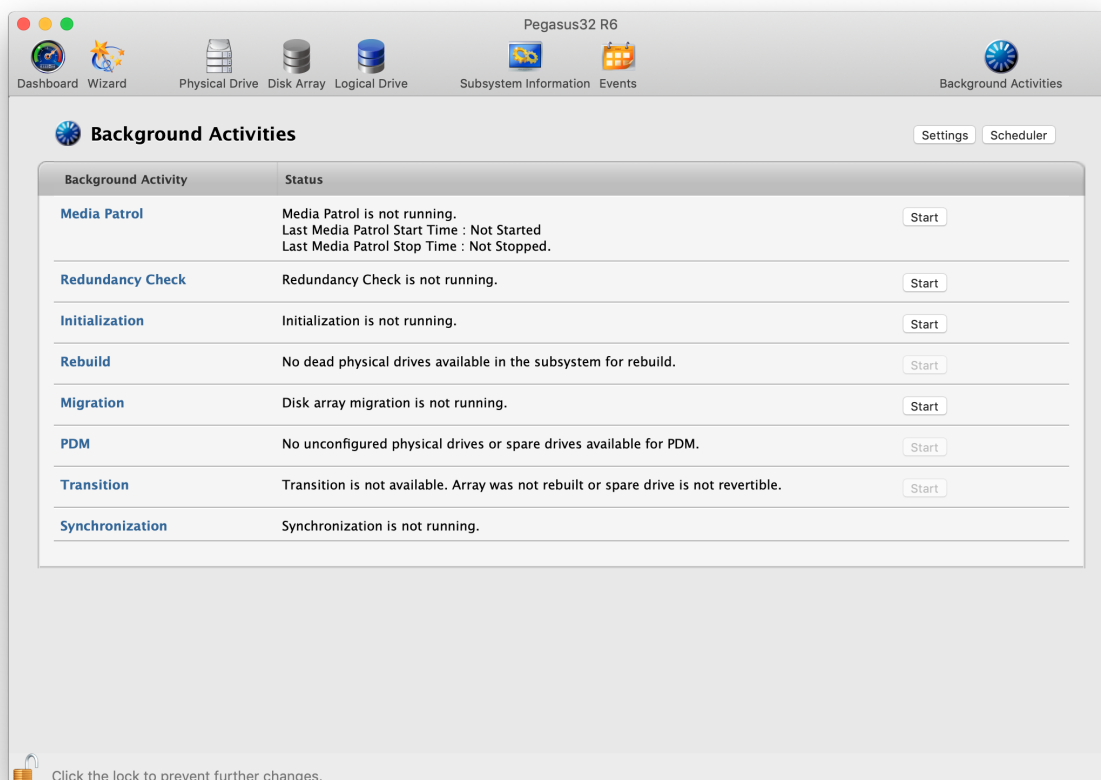 Pegasus32 R6
Dashboard Wizard Physical Drive Disk Array Logical Drive Subsystem Information Events Background Activities
Background Activities Settings Scheduler
Background Activity Status
Media Patrol Media Patrol is not running. Start
Last Media Patrol Start Time : Not Started
Last Media Patrol Stop Time : Not Stopped.
Redundancy Check Redundancy Check is not running. Start
Initialization Initialization is not running. Start
Rebuild No dead physical drives available in the subsystem for rebuild. Start
Migration Disk array migration is not running. Start
PDM No unconfigured physical drives or spare drives available for PDM. Start
Transition Transition is not available. Array was not rebuilt or spare drive is not revertible. Start
Synchronization Synchronization is not running.
Click the lock to prevent further changes.